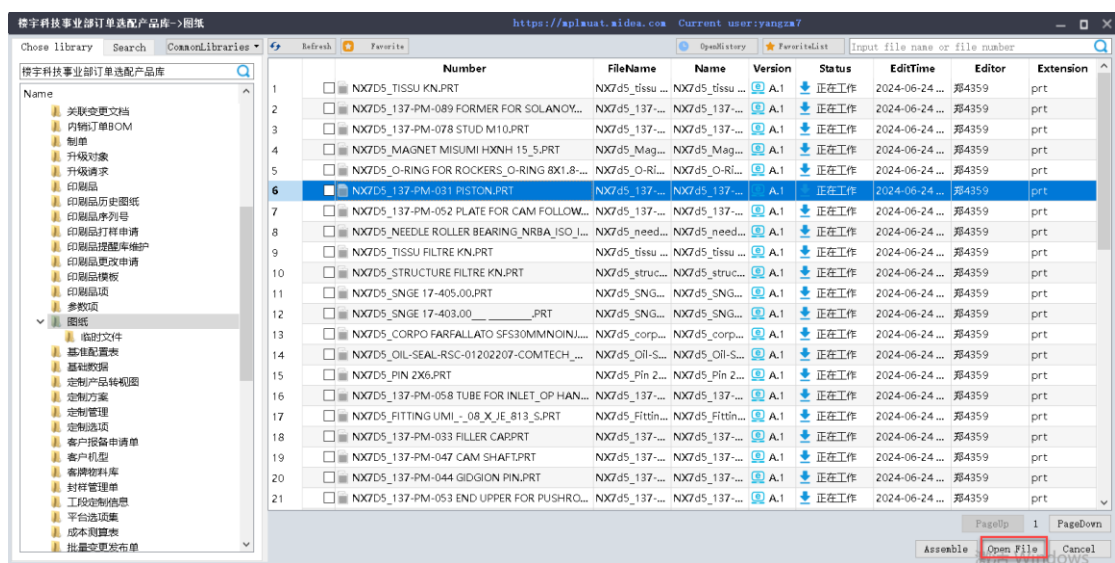 楼宇科技事业部订单选配产品库->图纸 https://mplmuat.midea.com Current user:yangzm7
Chose library Search CommonLibraries Refresh Favorite OpenHistory FavoriteList Input file name or file number
楼宇科技事业部订单选配产品库
Number FileName Name Version Status EditTime Editor Extension
Name
关联变更文档
内销订单BOM
制单
升级对象
升级请求
印刷品
印刷品历史图纸
印刷品序列号
印刷品打样申请
印刷品提醒库维护
印刷品更改申请
印刷品模板
印刷品项
参数项
图纸
临时文件
基准配置表
基础数据
定制产品转视图
定制方案
定制管理
定制选项
客户报备申请单
客户机型
客牌物料库
封样管理单
工段定制信息
平台选项集
成本测算表
批量变更发布单
1 NX7D5_TISSU KN.PRT NX7d5_tissu ... NX7d5_tissu ... A.1 正在工作 2024-06-24 ... 郑4359 prt
2 NX7D5_137-PM-089 FORMER FOR SOLANOY... NX7d5_137-... NX7d5_137-... A.1 正在工作 2024-06-24 ... 郑4359 prt
3 NX7D5_137-PM-078 STUD M10.PRT NX7d5_137-... NX7d5_137-... A.1 正在工作 2024-06-24 ... 郑4359 prt
4 NX7D5_MAGNET MISUMI HXNH 15_5.PRT NX7d5_Mag... NX7d5_Mag... A.1 正在工作 2024-06-24 ... 郑4359 prt
5 NX7D5_O-RING FOR ROCKERS_O-RING 8X1.8-... NX7d5_O-Ri... NX7d5_O-Ri... A.1 正在工作 2024-06-24 ... 郑4359 prt
6 NX7D5_137-PM-031 PISTON.PRT NX7d5_137-... NX7d5_137-... A.1 正在工作 2024-06-24 ... 郑4359 prt
7 NX7D5_137-PM-052 PLATE FOR CAM FOLLOW... NX7d5_137-... NX7d5_137-... A.1 正在工作 2024-06-24 ... 郑4359 prt
8 NX7D5_NEEDLE ROLLER BEARING_NRBA_ISO_I... NX7d5_need... NX7d5_need... A.1 正在工作 2024-06-24 ... 郑4359 prt
9 NX7D5_TISSU FILTRE KN.PRT NX7d5_tissu ... NX7d5_tissu ... A.1 正在工作 2024-06-24 ... 郑4359 prt
10 NX7D5_STRUCTURE FILTRE KN.PRT NX7d5_struc... NX7d5_struc... A.1 正在工作 2024-06-24 ... 郑4359 prt
11 NX7D5_SNGE 17-405.00.PRT NX7d5_SNG... NX7d5_SNG... A.1 正在工作 2024-06-24 ... 郑4359 prt
12 NX7D5_SNGE 17-403.00___ ______.PRT NX7d5_SNG... NX7d5_SNG... A.1 正在工作 2024-06-24 ... 郑4359 prt
13 NX7D5_CORPO FARFALLATO SFS30MMNOINJ.... NX7d5_corp... NX7d5_corp... A.1 正在工作 2024-06-24 ... 郑4359 prt
14 NX7D5_OIL-SEAL-RSC-01202207-COMTECH_... NX7d5_Oil-S... NX7d5_Oil-S... A.1 正在工作 2024-06-24 ... 郑4359 prt
15 NX7D5_PIN 2X6.PRT NX7d5_Pin 2... NX7d5_Pin 2... A.1 正在工作 2024-06-24 ... 郑4359 prt
16 NX7D5_137-PM-058 TUBE FOR INLET_OP HAN... NX7d5_137-... NX7d5_137-... A.1 正在工作 2024-06-24 ... 郑4359 prt
17 NX7D5_FITTING UMI_-_08_X_JE_813_S.PRT NX7d5_Fittin... NX7d5_Fittin... A.1 正在工作 2024-06-24 ... 郑4359 prt
18 NX7D5_137-PM-033 FILLER CAP.PRT NX7d5_137-... NX7d5_137-... A.1 正在工作 2024-06-24 ... 郑4359 prt
19 NX7D5_137-PM-047 CAM SHAFT.PRT NX7d5_137-... NX7d5_137-... A.1 正在工作 2024-06-24 ... 郑4359 prt
20 NX7D5_137-PM-044 GIDGION PIN.PRT NX7d5_137-... NX7d5_137-... A.1 正在工作 2024-06-24 ... 郑4359 prt
21 NX7D5_137-PM-053 END UPPER FOR PUSHRO... NX7d5_137-... NX7d5_137-... A.1 正在工作 2024-06-24 ... 郑4359 prt
PageUp 1 PageDown
Assemble Open File Cancel
Windows